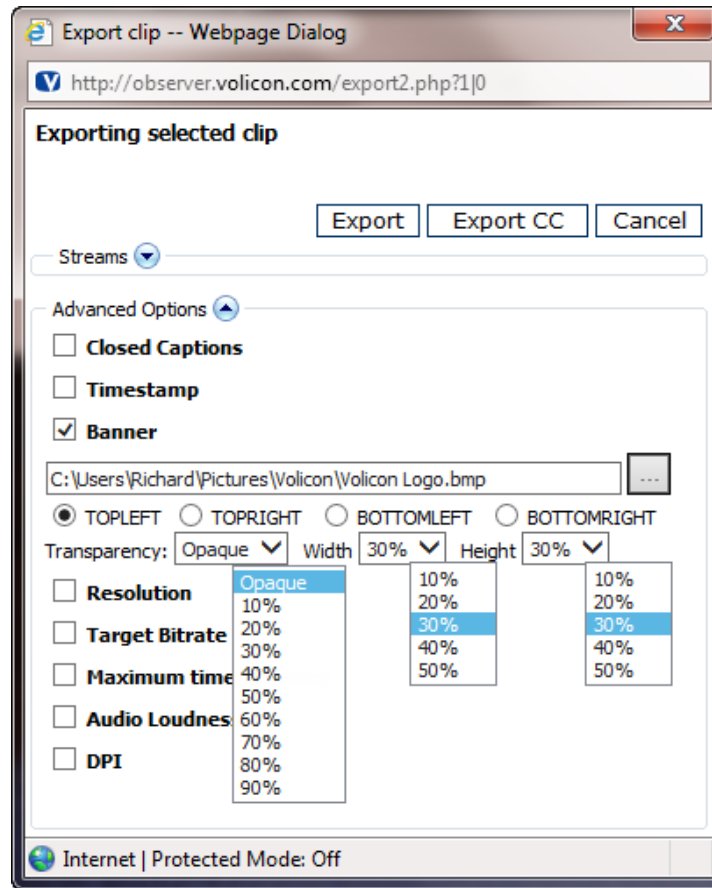 Export clip -- Webpage Dialog
X
V http://observer.volicon.com/export2.php?1|0
Exporting selected clip
Export Export CC Cancel
Streams
Advanced Options
Closed Captions
Timestamp
Banner
C:\Users\Richard\Pictures\Volicon\Volicon Logo.bmp ...
TOPLEFT TOPRIGHT BOTTOMLEFT BOTTOMRIGHT
Transparency: Opaque Width 30% Height 30%
Resolution
Target Bitrate
Maximum time
Audio Loudnes
DPI
Opaque
10%
20%
30%
40%
50%
60%
70%
80%
90%
10%
20%
30%
40%
50%
10%
20%
30%
40%
50%
Internet | Protected Mode: Off